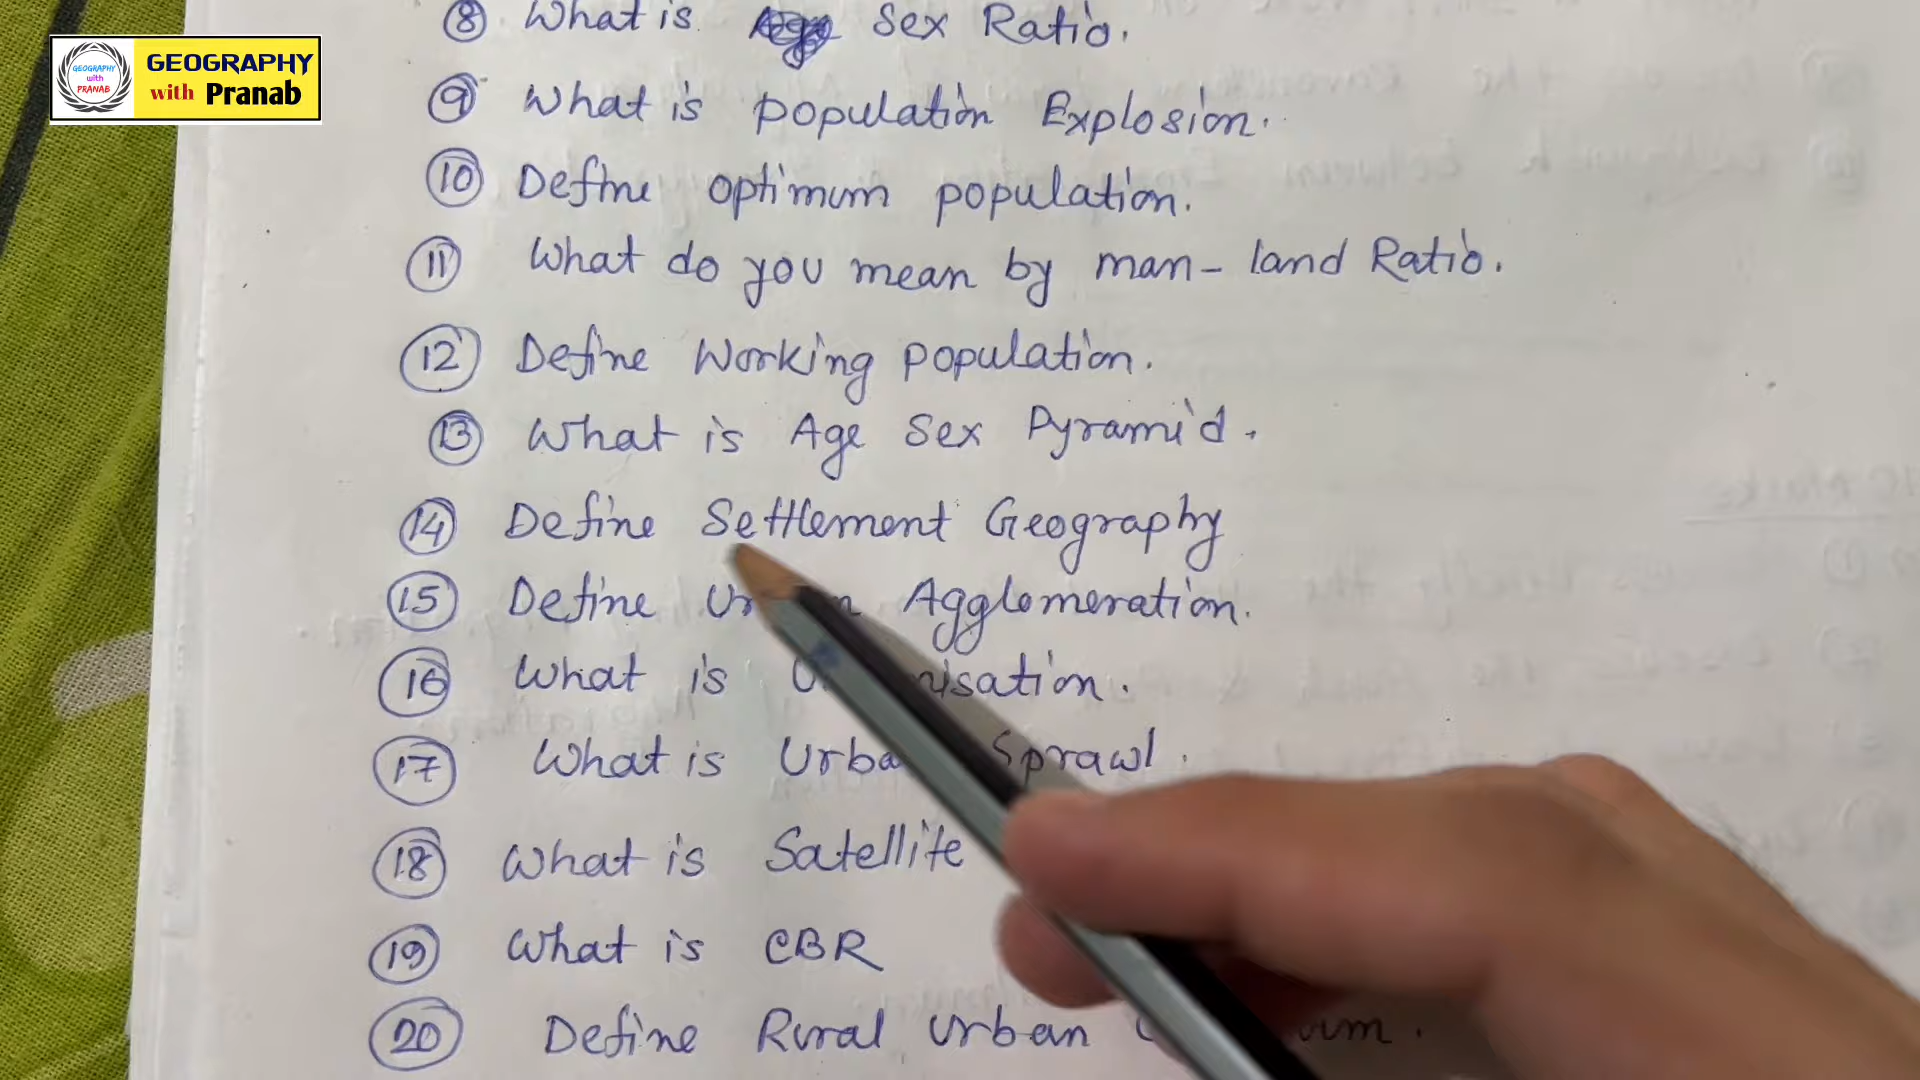 GEOGRAPHY
with
PRANAB
GEOGRAPHY
with Pranab
8 What is Sex Ratio.
9 What is population Explosion.
10 Define optimum population.
11 What do you mean by man-land Ratio.
12 Define Working population.
13 What is Age Sex Pyramid.
14 Define Settlement Geography
15 Define Agglomeration.
16 What is
17 What is Sprawl.
18 What is Satellite
19 What is CBR
20 Define Rural Urban